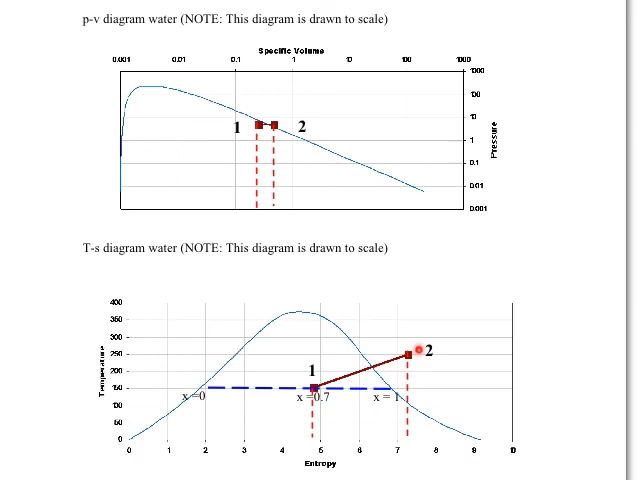 p-v diagram water (NOTE: This diagram is drawn to scale)
Specific Volume
0.001 0.01 0.1 1 10 100 1000
1000
100
10
1
0.1
0.01
0.001
Pressure
1 2
T-s diagram water (NOTE: This diagram is drawn to scale)
400
350
300
250
200
150
100
50
0
Temperature
1
2
x =0 x =0.7 x = 1
0 1 2 3 4 5 6 7 8 9 10
Entropy